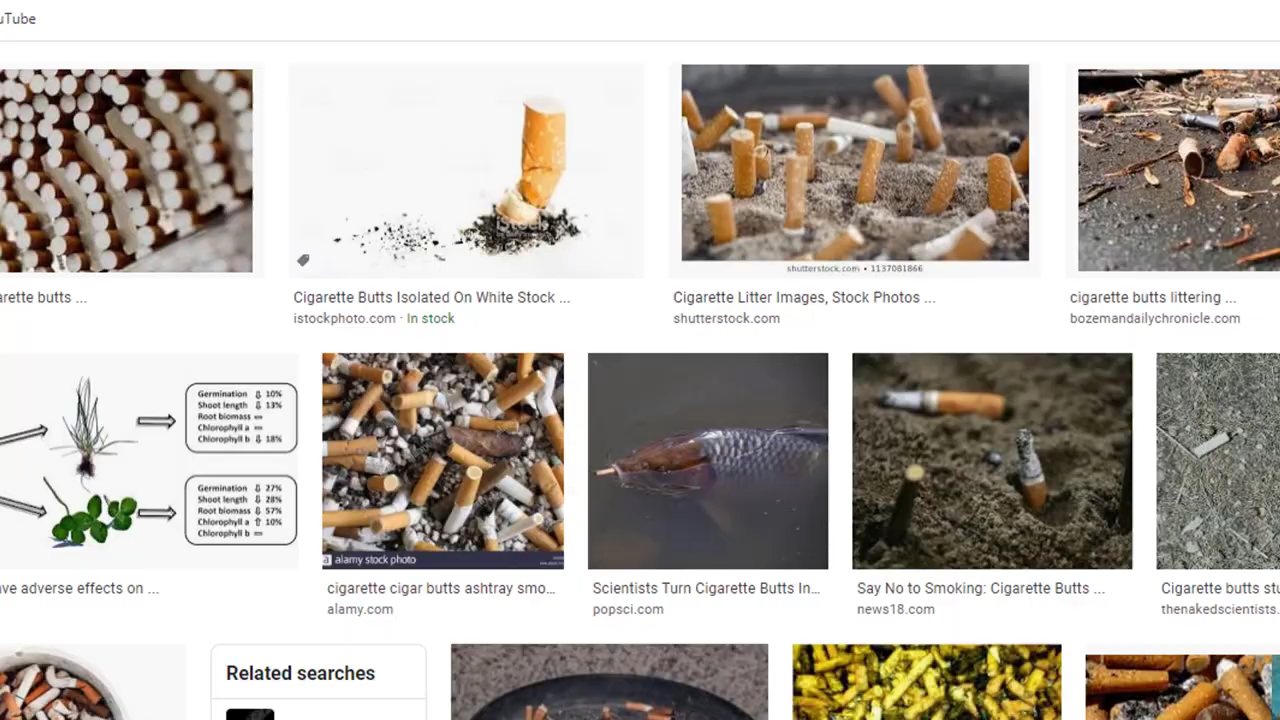 uTube
iStock
shutterstock.com • 1137081866
arette butts ...
Cigarette Butts Isolated On White Stock ...
Cigarette Litter Images, Stock Photos ...
cigarette butts littering ...
istockphoto.com · In stock
shutterstock.com
bozemandailychronicle.com
Germination ⇩ 10%
Shoot length ⇩ 13%
Root biomass ═
Chlorophyll a ═
Chlorophyll b ⇩ 18%
Germination ⇩ 27%
Shoot length ⇩ 28%
Root biomass ⇩ 57%
Chlorophyll a ⇧ 10%
Chlorophyll b ═
a alamy stock photo
ve adverse effects on ...
cigarette cigar butts ashtray smo...
Scientists Turn Cigarette Butts In...
Say No to Smoking: Cigarette Butts ...
Cigarette butts stu
alamy.com
popsci.com
news18.com
thenakedscientists.
Related searches